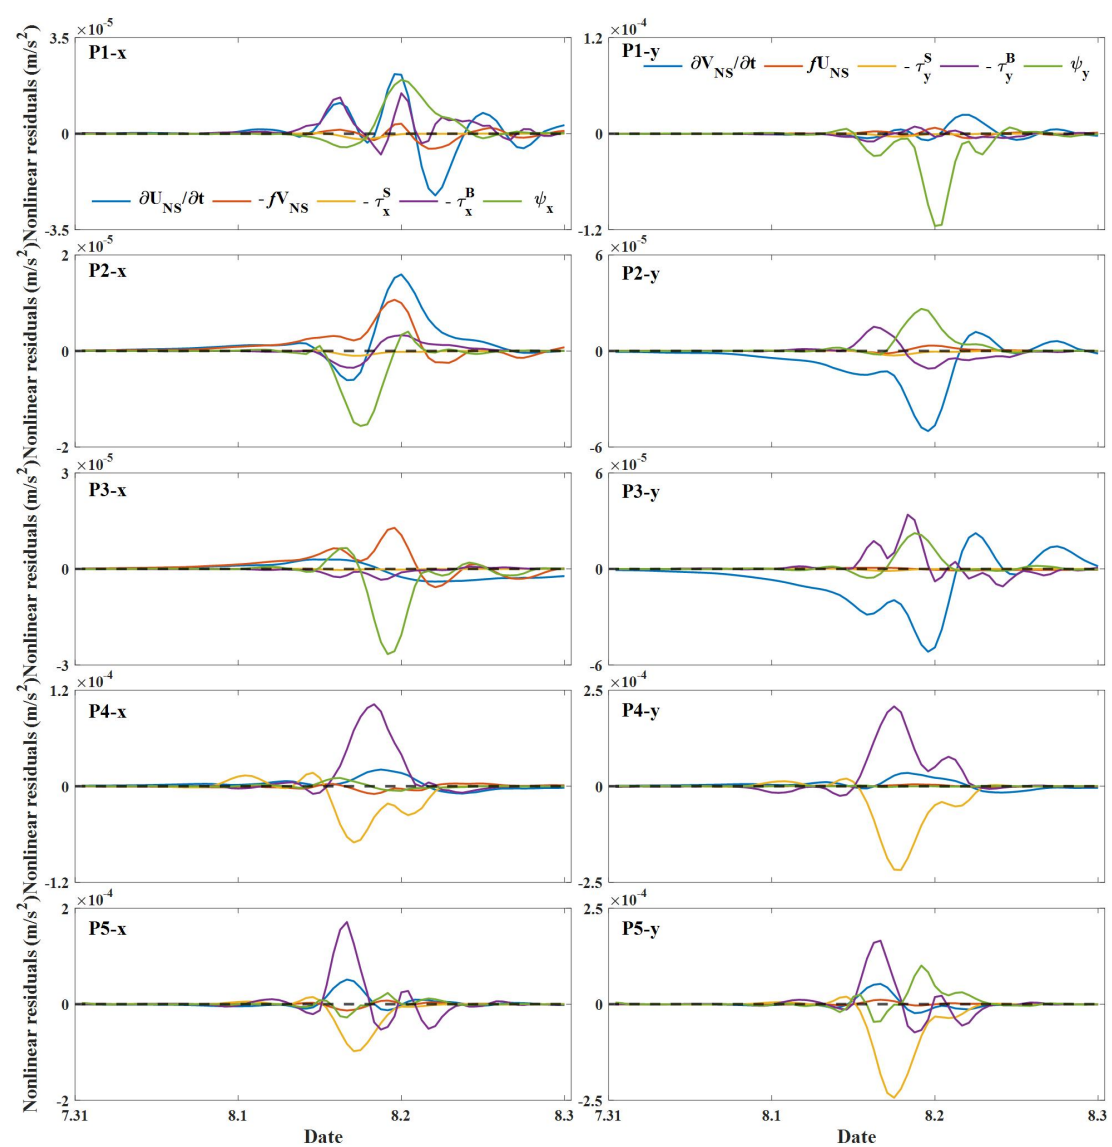 ×10⁻⁵
3.5
P1-x
0
∂U_NS/∂t
- fV_NS
- τ_x^S
- τ_x^B
ψ_x
-3.5
Nonlinear residuals (m/s²)
×10⁻⁴
1.2
P1-y
∂V_NS/∂t
fU_NS
- τ_y^S
- τ_y^B
ψ_y
0
-1.2
×10⁻⁵
2
P2-x
0
-2
Nonlinear residuals (m/s²)
×10⁻⁵
6
P2-y
0
-6
×10⁻⁵
3
P3-x
0
-3
Nonlinear residuals (m/s²)
×10⁻⁵
6
P3-y
0
-6
×10⁻⁴
1.2
P4-x
0
-1.2
Nonlinear residuals (m/s²)
×10⁻⁴
2.5
P4-y
0
-2.5
×10⁻⁴
2
P5-x
0
-2
Nonlinear residuals (m/s²)
7.31
8.1
8.2
8.3
Date
×10⁻⁴
2.5
P5-y
0
-2.5
7.31
8.1
8.2
8.3
Date